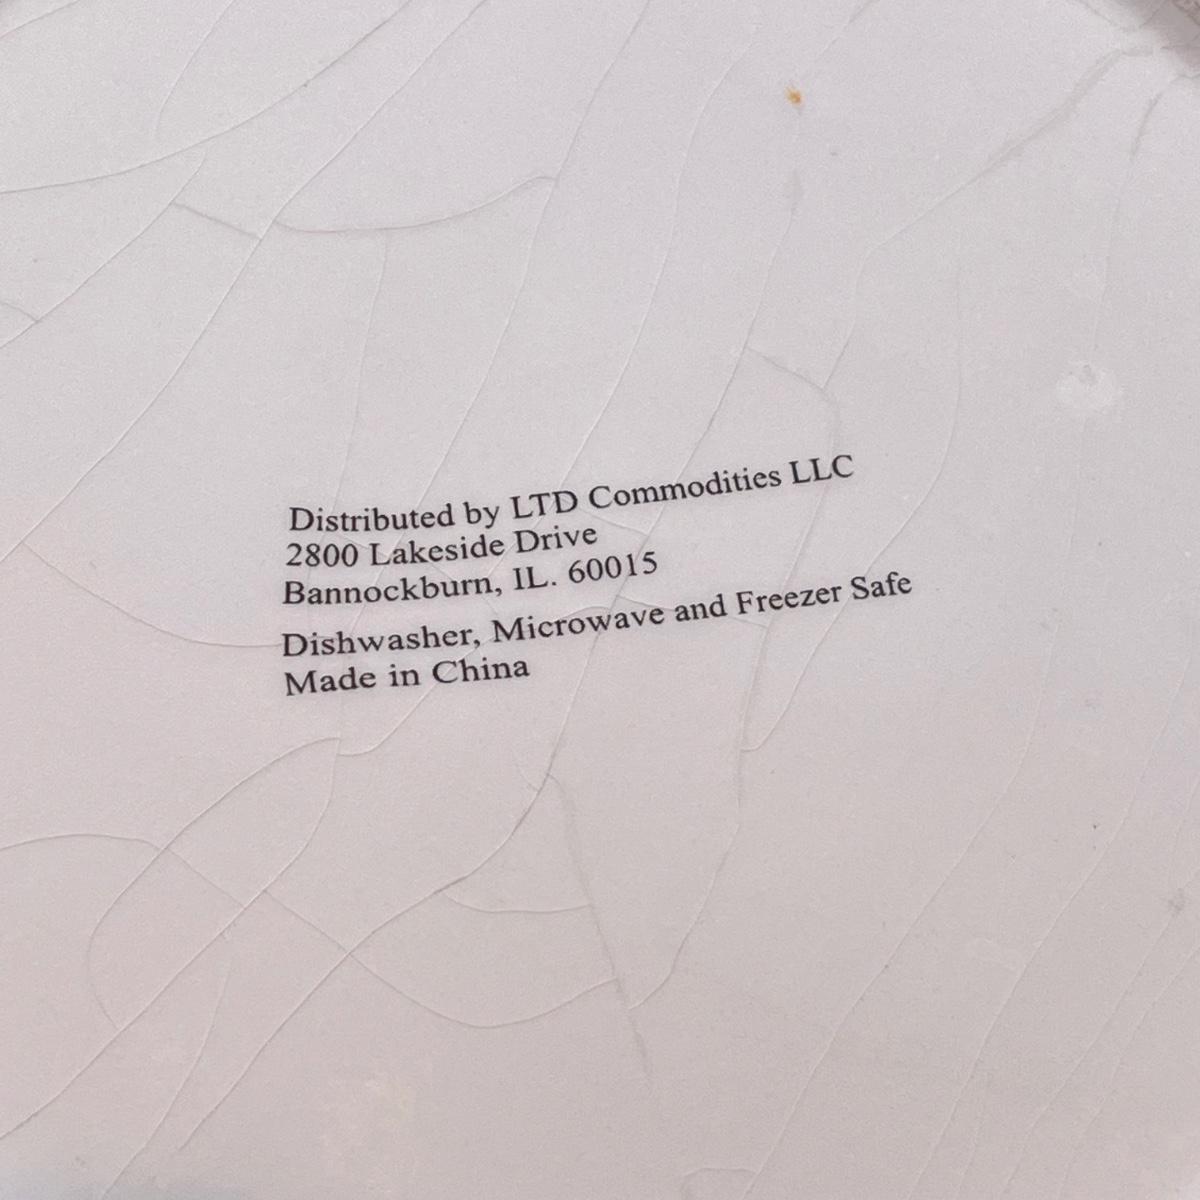 Distributed by LTD Commodities LLC
2800 Lakeside Drive
Bannockburn, IL. 60015
Dishwasher, Microwave and Freezer Safe
Made in China